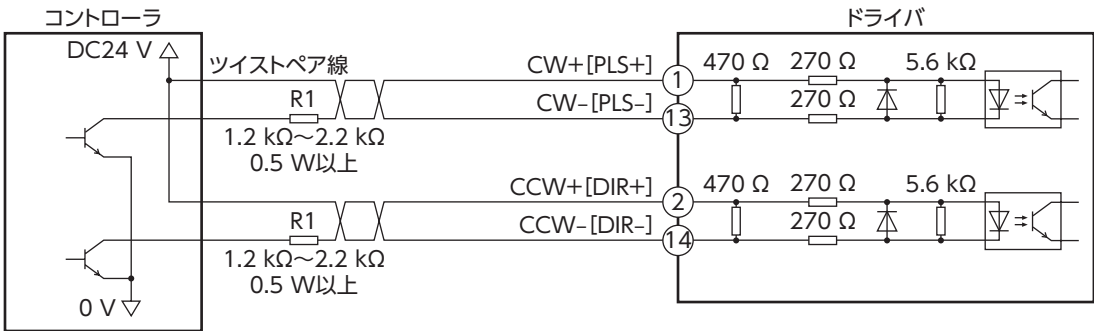 コントローラ
ドライバ
DC24 V
ツイストペア線
CW+[PLS+]
1
470 Ω
270 Ω
5.6 kΩ
R1
CW–[PLS–]
13
270 Ω
1.2 kΩ～2.2 kΩ
0.5 W以上
CCW+[DIR+]
2
470 Ω
270 Ω
5.6 kΩ
R1
CCW–[DIR–]
14
270 Ω
1.2 kΩ～2.2 kΩ
0.5 W以上
0 V